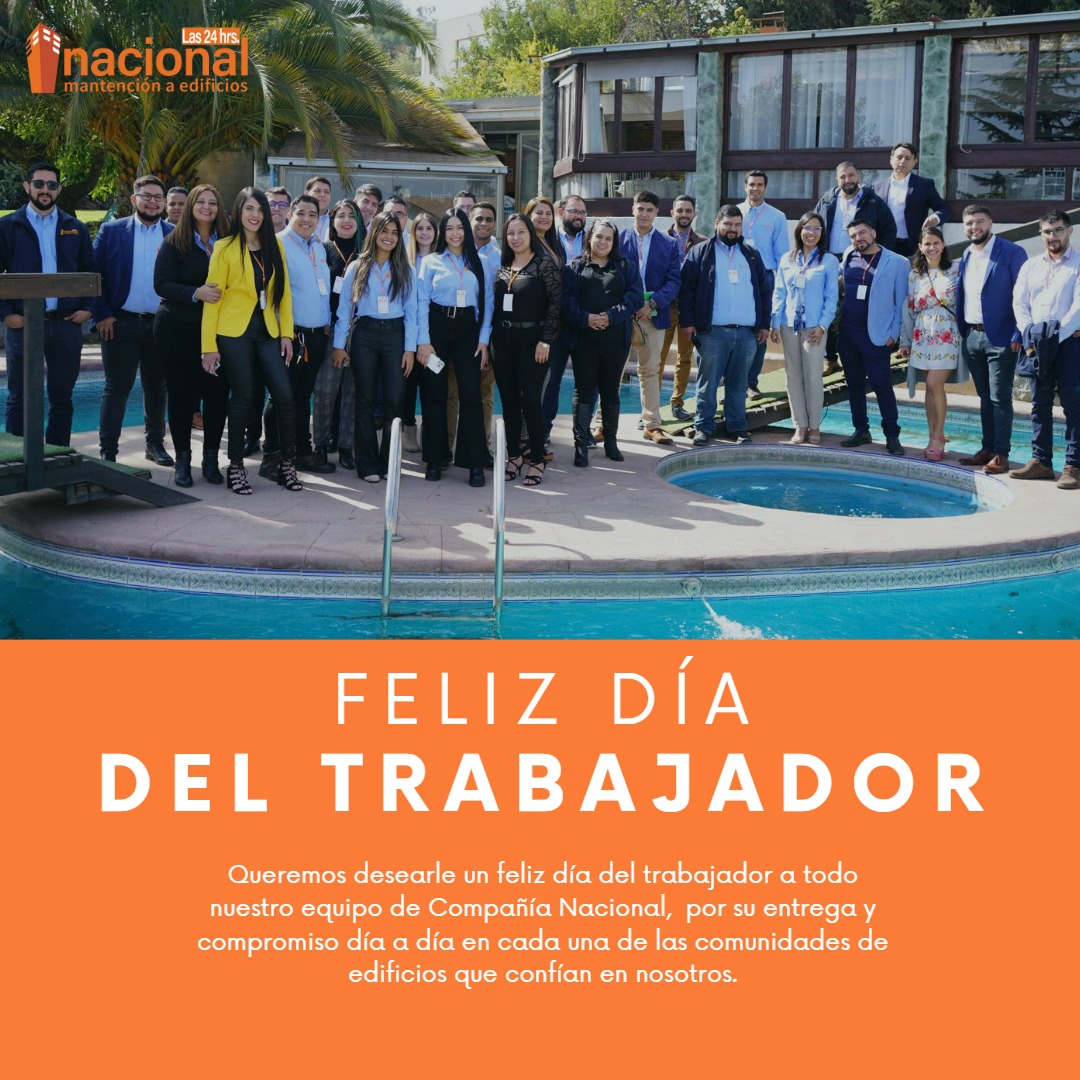 Las 24 hrs.
nacional
mantención a edificios
FELIZ DÍA
DEL TRABAJADOR
Queremos desearle un feliz día del trabajador a todo
nuestro equipo de Compañía Nacional, por su entrega y
compromiso día a día en cada una de las comunidades de
edificios que confían en nosotros.